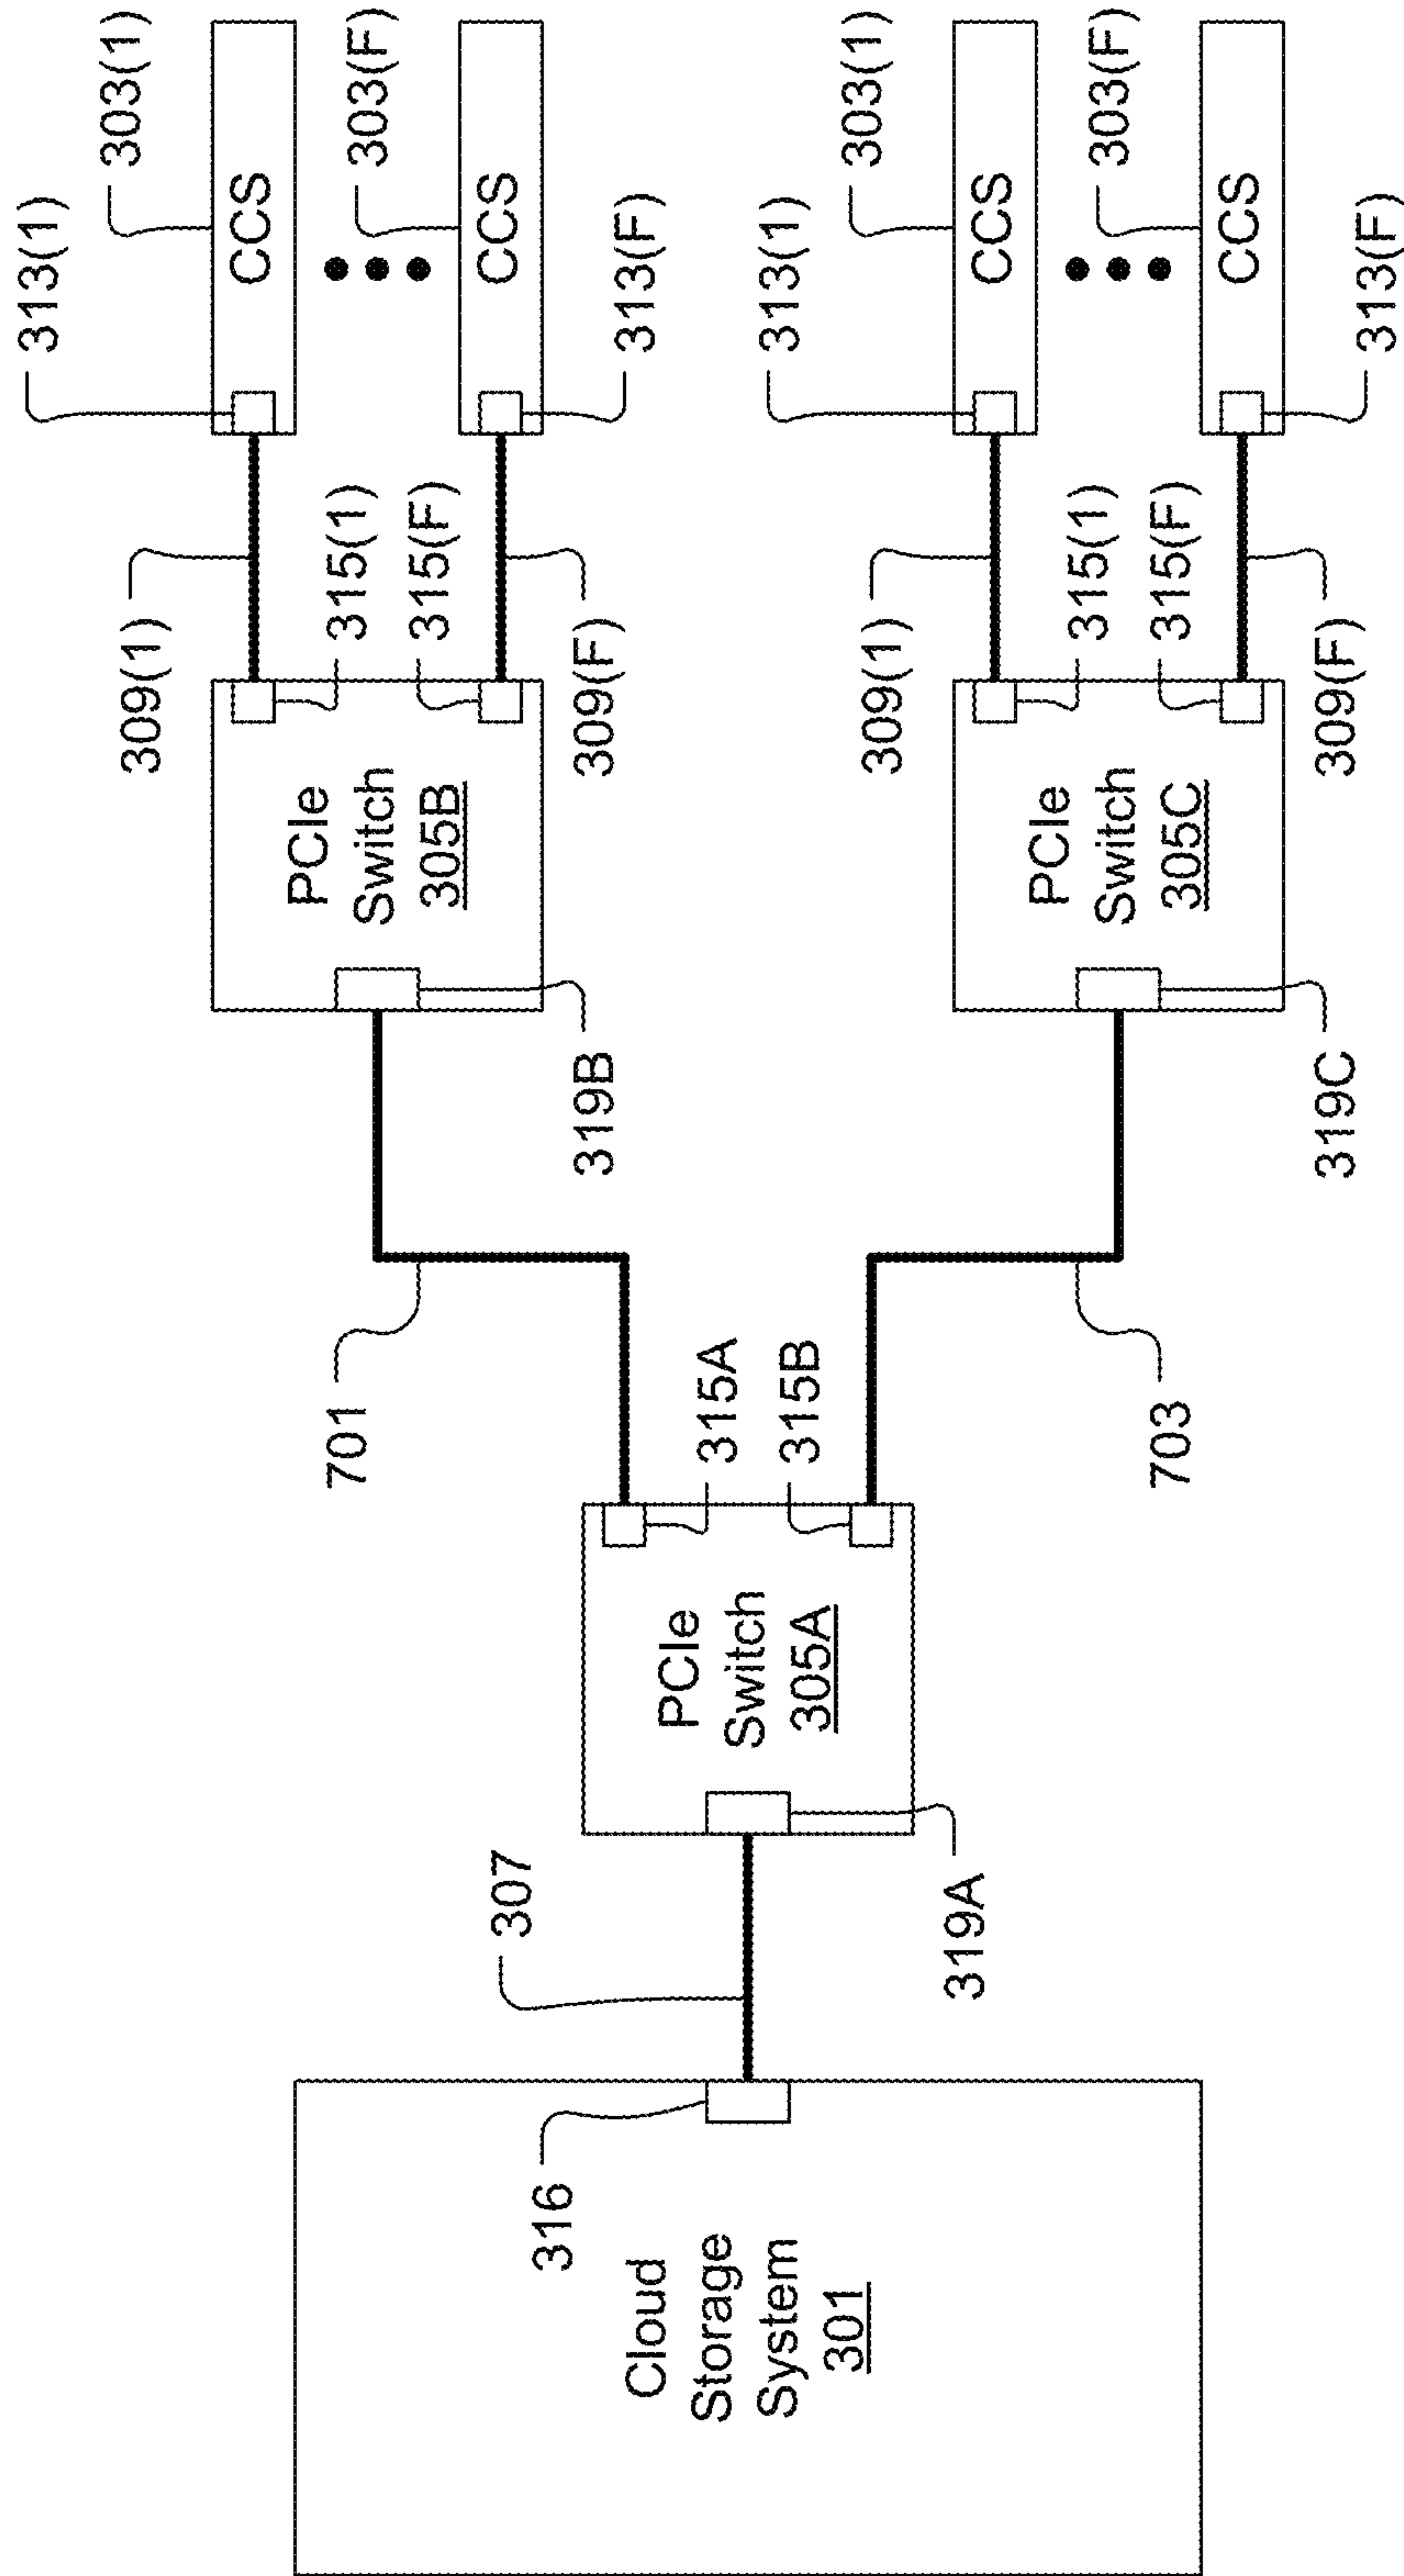 Cloud
Storage
System
301
316
307
319A
PCIe
Switch
305A
315A
315B
701
703
319B
PCIe
Switch
305B
309(1)
315(1)
315(F)
309(F)
313(1)
303(1)
CCS
303(F)
CCS
313(F)
319C
PCIe
Switch
305C
309(1)
315(1)
315(F)
309(F)
313(1)
303(1)
CCS
303(F)
CCS
313(F)